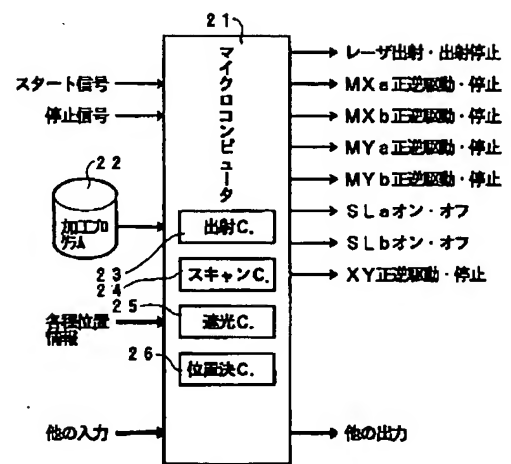 21
マイクロコンピュータ
スタート信号
停止信号
22
加工プロ
グラム
出射C.
23
スキャンC.
24
遮光C.
25
各種位置
情報
位置決C.
26
他の入力
レーザ出射・出射停止
MXa正逆駆動・停止
MXb正逆駆動・停止
MYa正逆駆動・停止
MYb正逆駆動・停止
SLaオン・オフ
SLbオン・オフ
XY正逆駆動・停止
他の出力